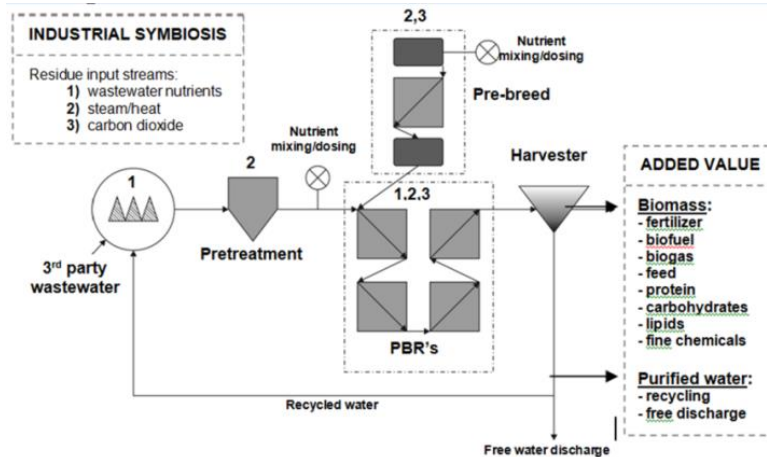 INDUSTRIAL SYMBIOSIS
Residue input streams:
1) wastewater nutrients
2) steam/heat
3) carbon dioxide
2,3
Nutrient
mixing/dosing
Pre-breed
Nutrient
mixing/dosing
1
2
Pretreatment
3rd party
wastewater
1,2,3
PBR's
Harvester
ADDED VALUE
Biomass:
- fertilizer
- biofuel
- biogas
- feed
- protein
- carbohydrates
- lipids
- fine chemicals
Purified water:
- recycling
- free discharge
Recycled water
Free water discharge